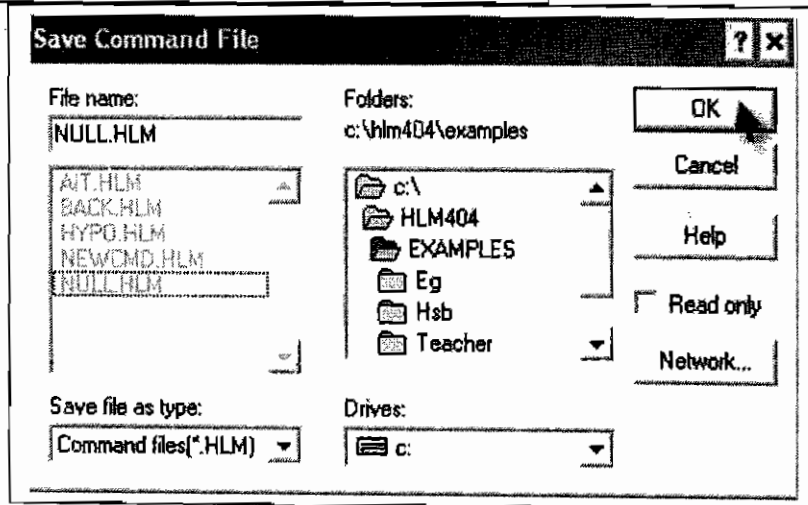 Save Command File
? ×
File name:
NULL.HLM
AIT.HLM
BACK.HLM
HYPO.HLM
NEWCMD.HLM
NULL.HLM
Save file as type:
Command files(*.HLM)
Folders:
c:\hlm404\examples
c:\
HLM404
EXAMPLES
Eg
Hsb
Teacher
Drives:
c:
OK
Cancel
Help
Read only
Network...